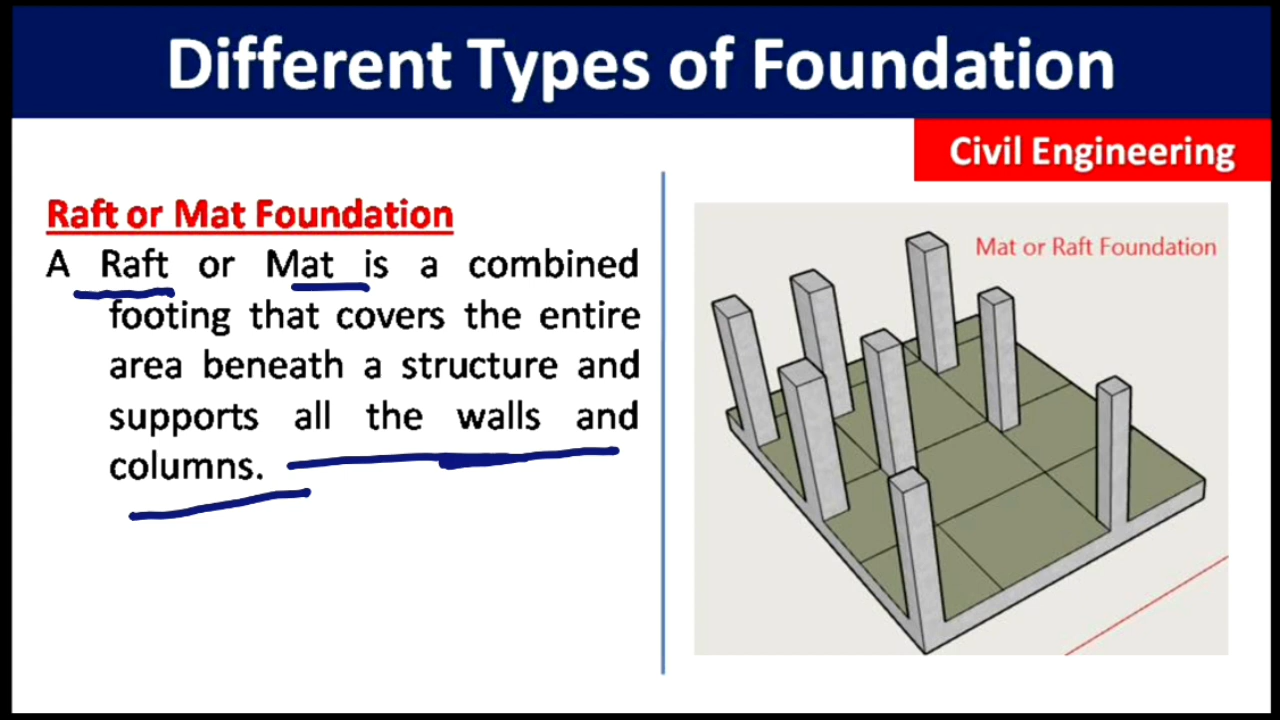 Different Types of Foundation
Civil Engineering
Raft or Mat Foundation
A Raft or Mat is a combined
footing that covers the entire
area beneath a structure and
supports all the walls and
columns.
Mat or Raft Foundation